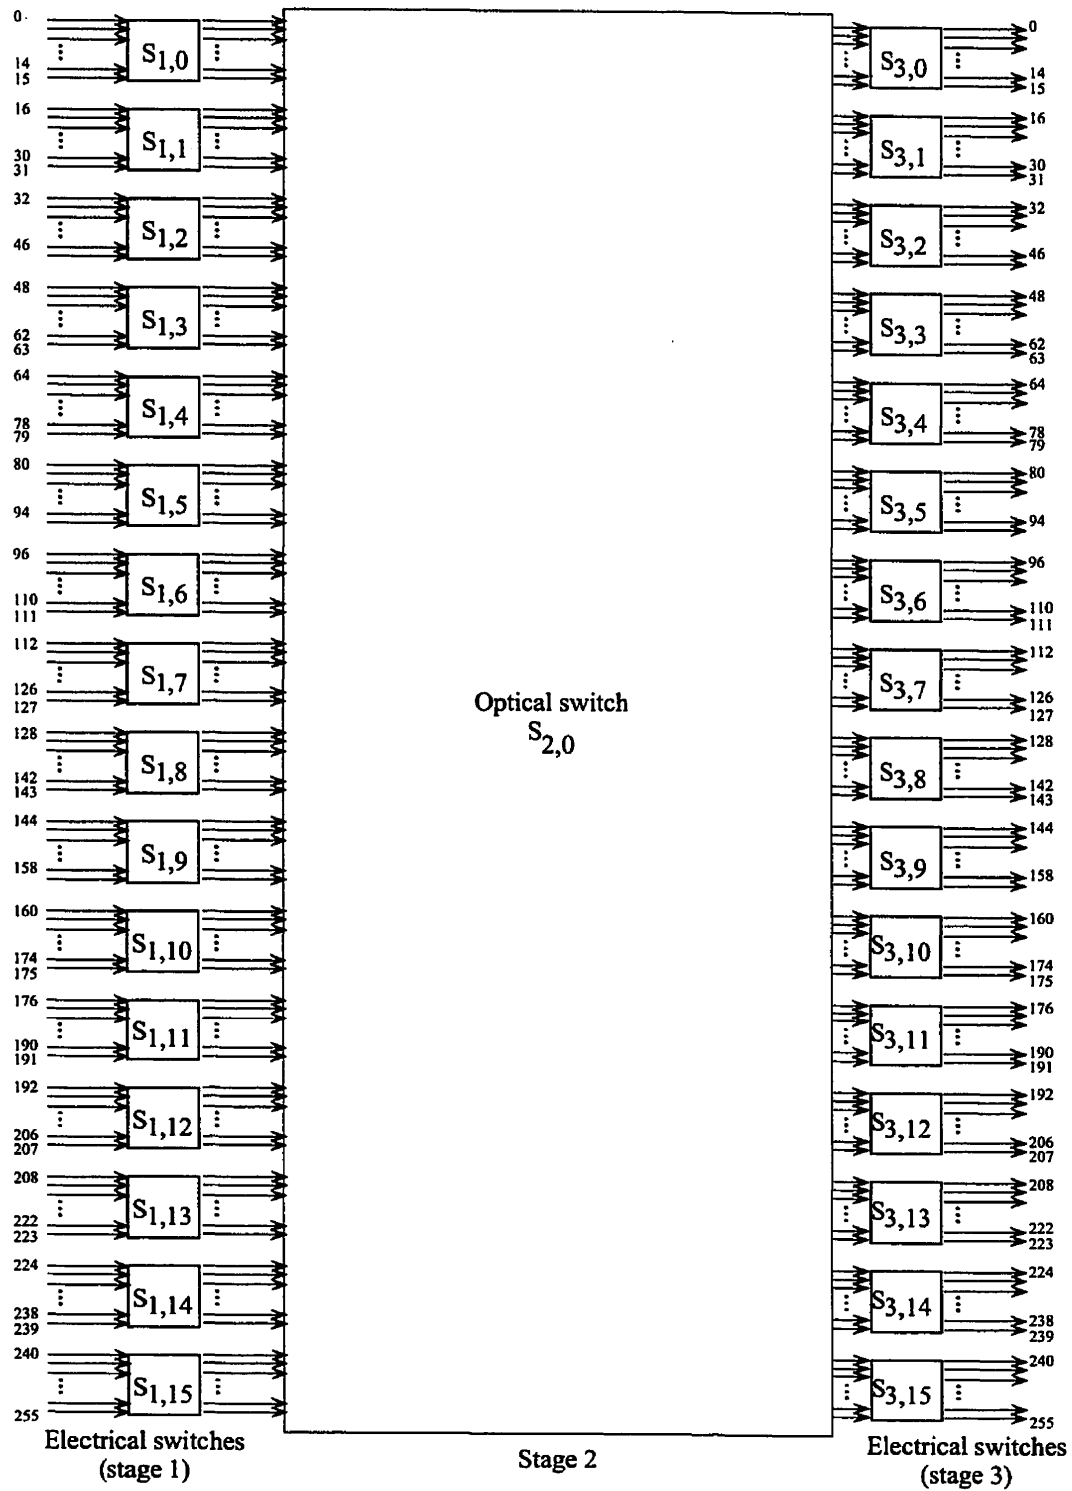 0
14
15
S1,0
16
30
31
S1,1
32
46
S1,2
48
62
63
S1,3
64
78
79
S1,4
80
94
S1,5
96
110
111
S1,6
112
126
127
S1,7
128
142
143
S1,8
144
158
S1,9
160
174
175
S1,10
176
190
191
S1,11
192
206
207
S1,12
208
222
223
S1,13
224
238
239
S1,14
240
255
S1,15
Electrical switches
(stage 1)
Optical switch
S2,0
Stage 2
S3,0
0
14
15
S3,1
16
30
31
S3,2
32
46
S3,3
48
62
63
S3,4
64
78
79
S3,5
80
94
S3,6
96
110
111
S3,7
112
126
127
S3,8
128
142
143
S3,9
144
158
S3,10
160
174
175
S3,11
176
190
191
S3,12
192
206
207
S3,13
208
222
223
S3,14
224
238
239
S3,15
240
255
Electrical switches
(stage 3)